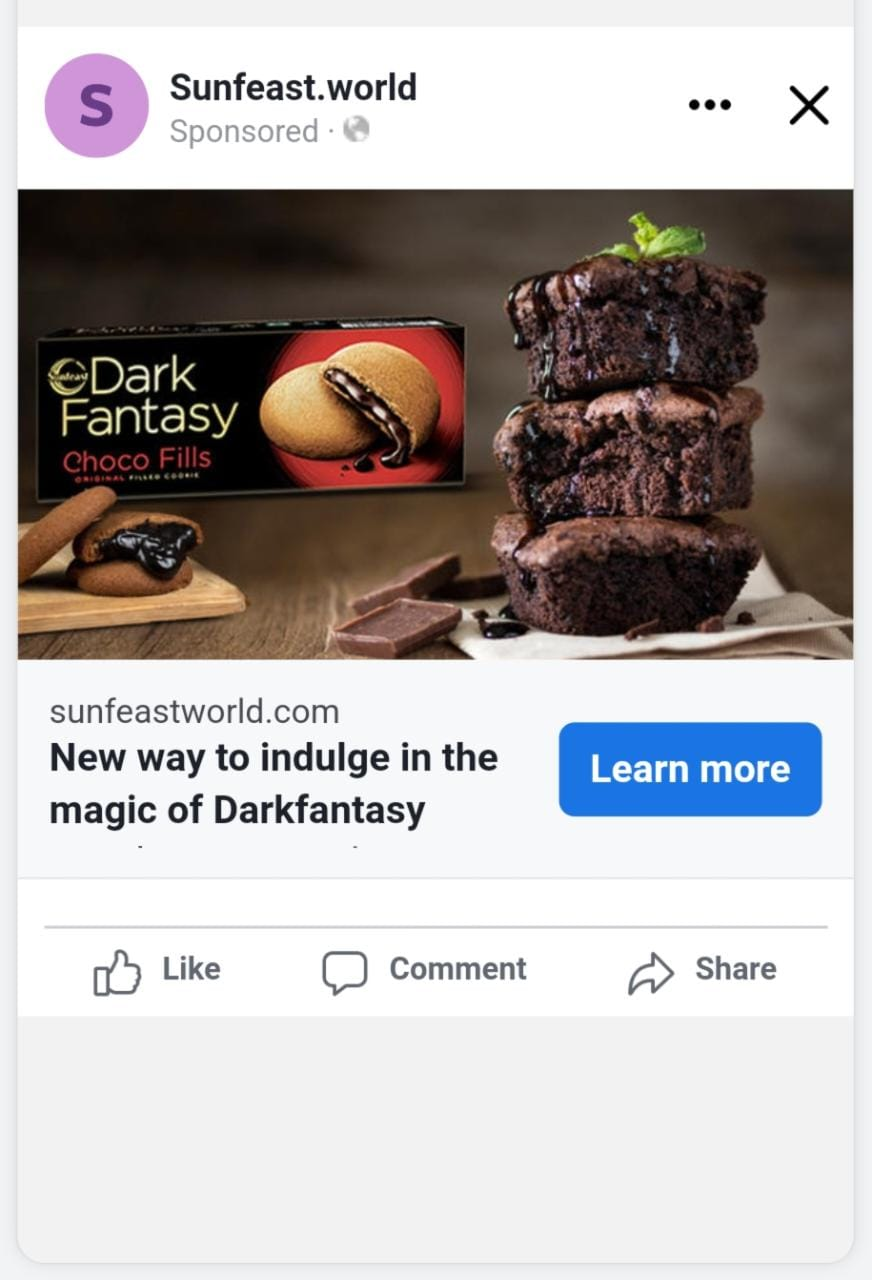 S
Sunfeast.world
Sponsored ·
Sunfeast
Dark
Fantasy
Choco Fills
ORIGINAL FILLED COOKIE
sunfeastworld.com
New way to indulge in the
magic of Darkfantasy
Learn more
Like
Comment
Share